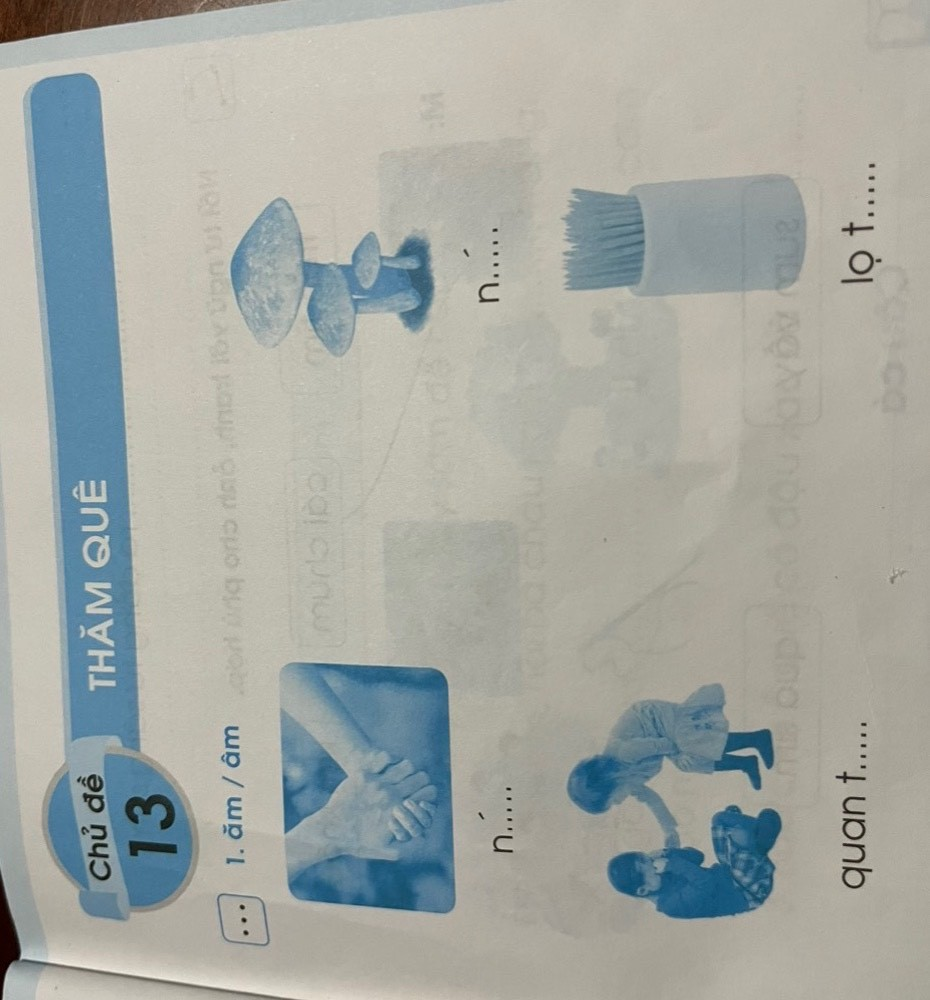 Chủ đề
13
THĂM QUÊ
... 1. ăm / âm
n´.....
n´.....
quan t.....
lọ t......